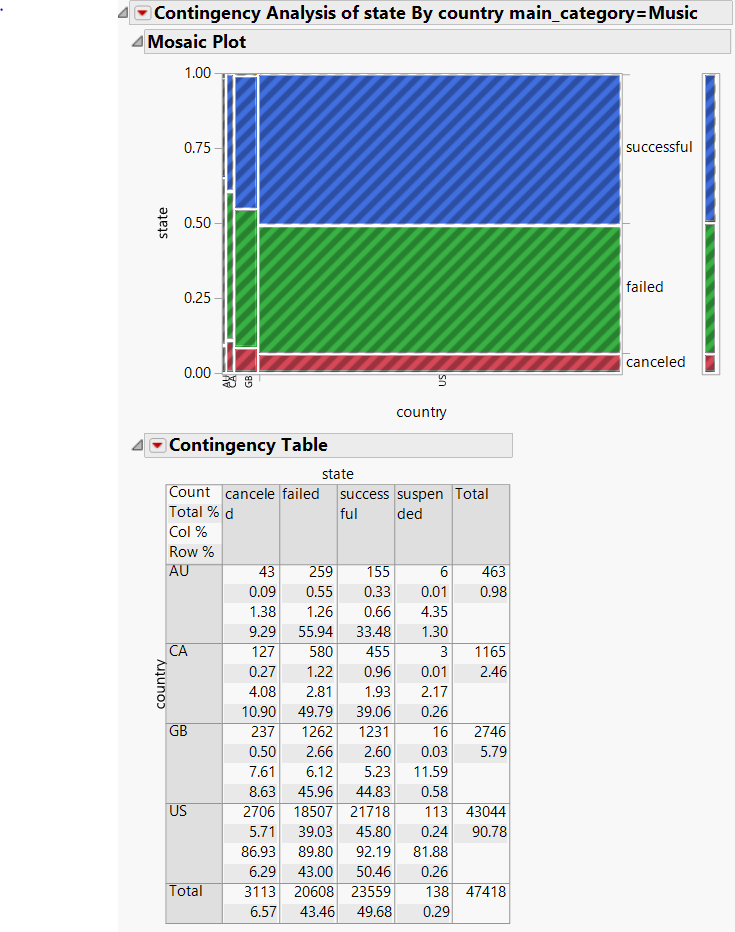 Contingency Analysis of state By country main_category=Music
Mosaic Plot
1.00
0.75
0.50
0.25
0.00
state
successful
failed
canceled
AU
CA
GB
US
country
Contingency Table
state
Count
Total %
Col %
Row %
cancele
d
failed
success
ful
suspen
ded
Total
country
AU 43 259 155 6 463
0.09 0.55 0.33 0.01 0.98
1.38 1.26 0.66 4.35
9.29 55.94 33.48 1.30
CA 127 580 455 3 1165
0.27 1.22 0.96 0.01 2.46
4.08 2.81 1.93 2.17
10.90 49.79 39.06 0.26
GB 237 1262 1231 16 2746
0.50 2.66 2.60 0.03 5.79
7.61 6.12 5.23 11.59
8.63 45.96 44.83 0.58
US 2706 18507 21718 113 43044
5.71 39.03 45.80 0.24 90.78
86.93 89.80 92.19 81.88
6.29 43.00 50.46 0.26
Total 3113 20608 23559 138 47418
6.57 43.46 49.68 0.29